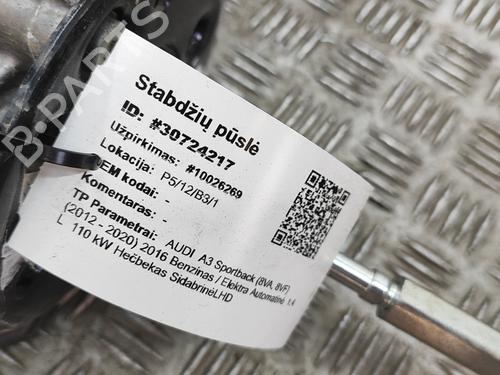 B-PARTS
Stabdžių pūslė
ID: #30724217
Užpirkimas: #10026269
Lokacija: P5/12/B3/1
OEM kodai: -
Komentaras: -
TP Parametrai: AUDI A3 Sportback (8VA, 8VF)
(2012 - 2020) 2016 Benzinas / Elektra Automatinė 1.4
L 110 kW Hečbekas SidabrinėLHD